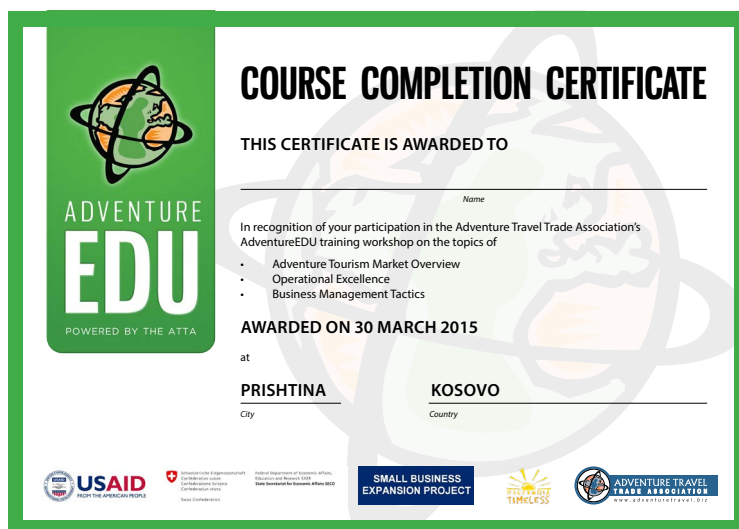 COURSE COMPLETION CERTIFICATE
THIS CERTIFICATE IS AWARDED TO
Name
ADVENTURE
EDU
POWERED BY THE ATTA
In recognition of your participation in the Adventure Travel Trade Association's
AdventureEDU training workshop on the topics of
• Adventure Tourism Market Overview
• Operational Excellence
• Business Management Tactics
AWARDED ON 30 MARCH 2015
at
PRISHTINA KOSOVO
City Country
USAID
FROM THE AMERICAN PEOPLE
Schweizerische Eidgenossenschaft
Confédération suisse
Confederazione Svizzera
Confederaziun svizra
Swiss Confederation
Federal Department of Economic Affairs,
Education and Research EAER
State Secretariat for Economic Affairs SECO
SMALL BUSINESS
EXPANSION PROJECT
TIMELESS
ADVENTURE TRAVEL
TRADE ASSOCIATION
www.adventuretravel.biz